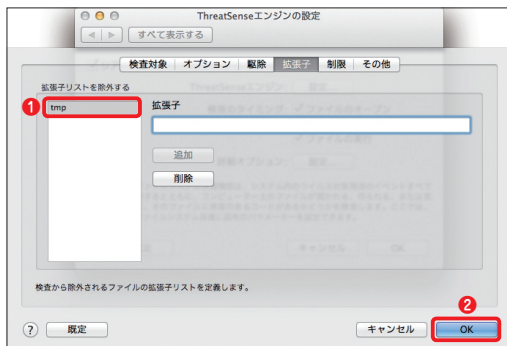 ThreatSenseエンジンの設定
すべて表示する
検査対象 オプション 駆除 拡張子 制限 その他
拡張子リストを除外する
❶ tmp
拡張子
追加
削除
検査から除外されるファイルの拡張子リストを定義します。
❷
? 既定 キャンセル OK